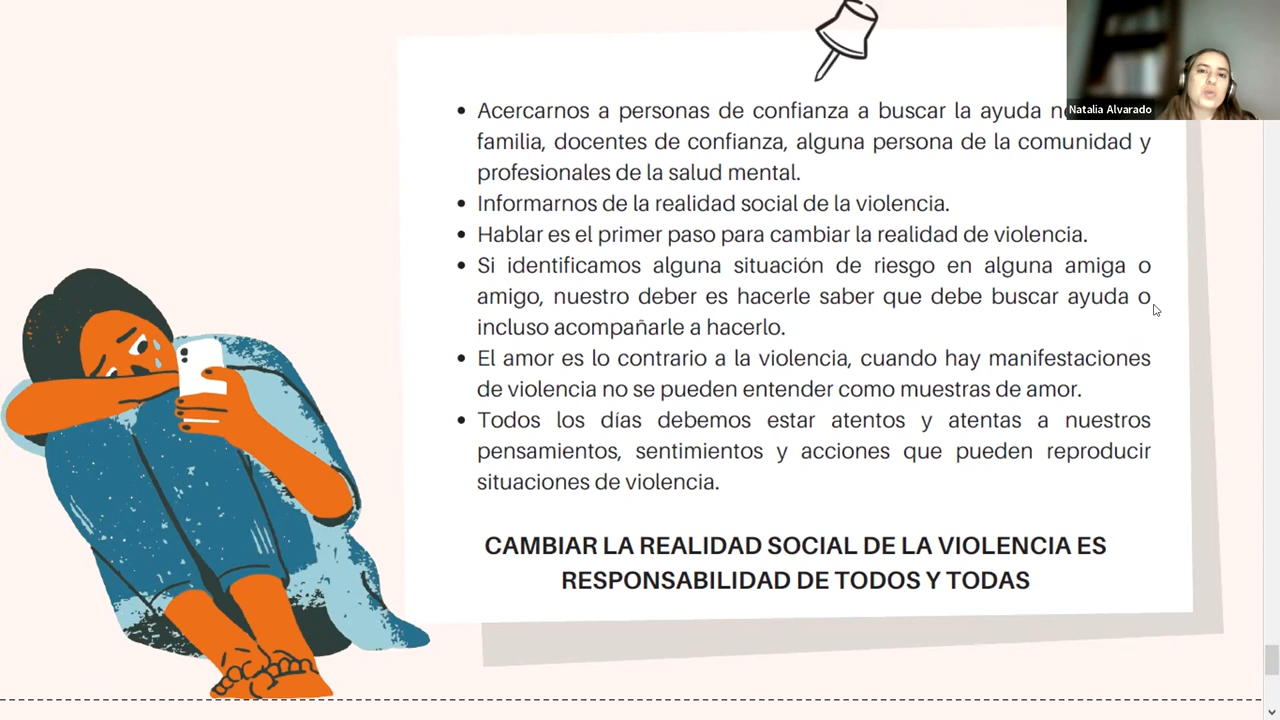 Natalia Alvarado
• Acercarnos a personas de confianza a buscar la ayuda
familia, docentes de confianza, alguna persona de la comunidad y
profesionales de la salud mental.
• Informarnos de la realidad social de la violencia.
• Hablar es el primer paso para cambiar la realidad de violencia.
• Si identificamos alguna situación de riesgo en alguna amiga o
amigo, nuestro deber es hacerle saber que debe buscar ayuda o
incluso acompañarle a hacerlo.
• El amor es lo contrario a la violencia, cuando hay manifestaciones
de violencia no se pueden entender como muestras de amor.
• Todos los días debemos estar atentos y atentas a nuestros
pensamientos, sentimientos y acciones que pueden reproducir
situaciones de violencia.
CAMBIAR LA REALIDAD SOCIAL DE LA VIOLENCIA ES
RESPONSABILIDAD DE TODOS Y TODAS